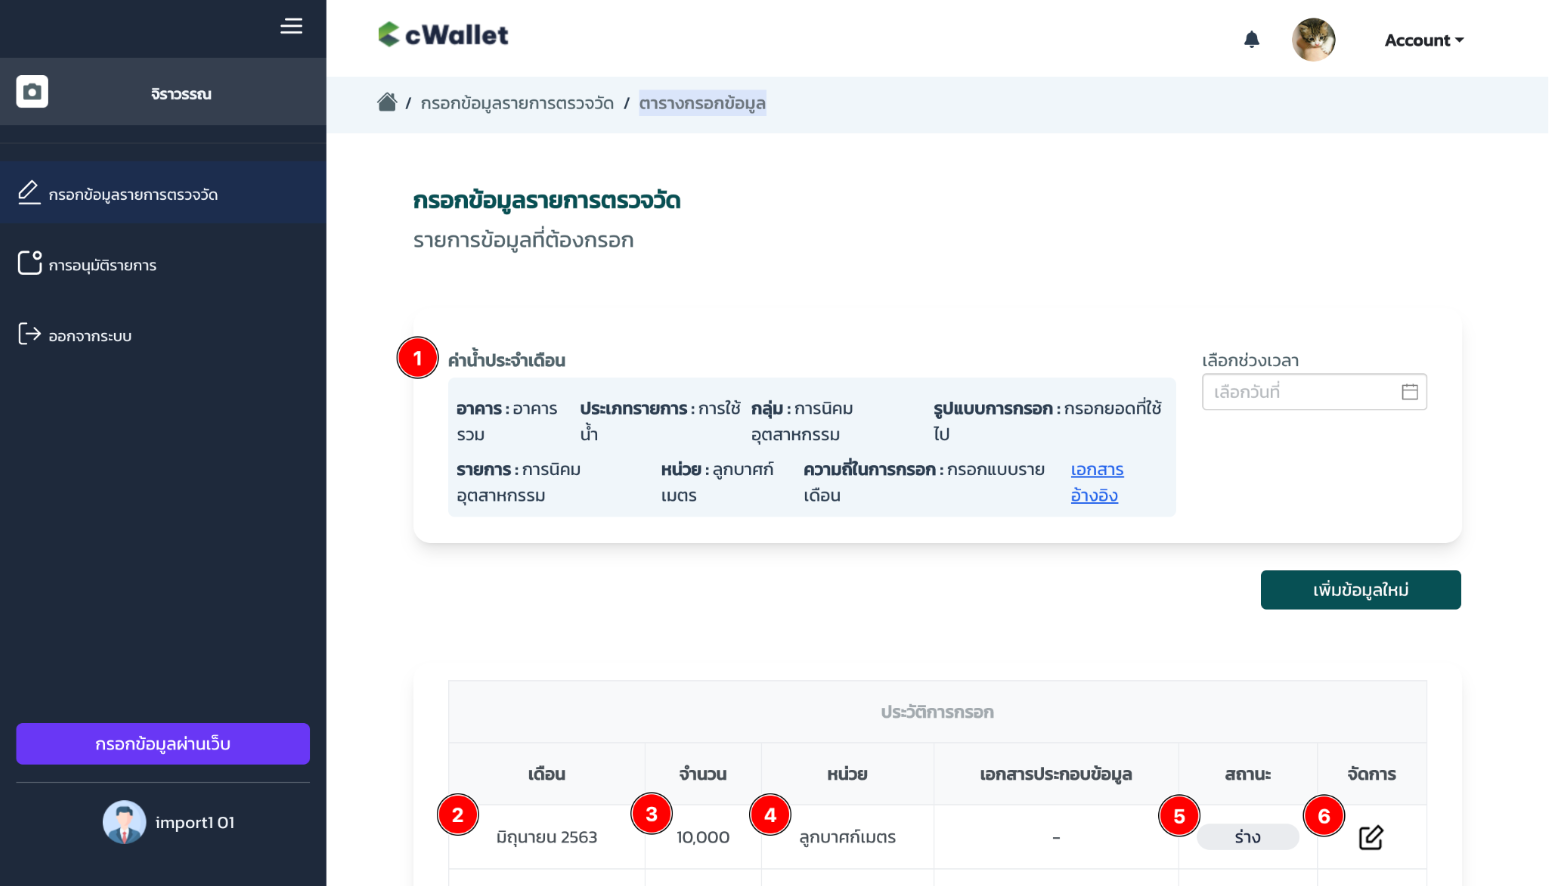 cWallet
Account
จิราวรรณ
/ กรอกข้อมูลรายการตรวจวัด / ตารางกรอกข้อมูล
กรอกข้อมูลรายการตรวจวัด
การอนุมัติรายการ
ออกจากระบบ
กรอกข้อมูลผ่านเว็บ
import1 01
กรอกข้อมูลรายการตรวจวัด
รายการข้อมูลที่ต้องกรอก
1 ค่าน้ำประจำเดือน
อาคาร : อาคาร
รวม
ประเภทรายการ : การใช้
น้ำ
กลุ่ม : การนิคม
อุตสาหกรรม
รูปแบบการกรอก : กรอกยอดที่ใช้
ไป
รายการ : การนิคม
อุตสาหกรรม
หน่วย : ลูกบาศก์
เมตร
ความถี่ในการกรอก : กรอกแบบราย
เดือน
เอกสาร
อ้างอิง
เลือกช่วงเวลา
เลือกวันที่
เพิ่มข้อมูลใหม่
ประวัติการกรอก
เดือน จำนวน หน่วย เอกสารประกอบข้อมูล สถานะ จัดการ
2 3 4 5 6
มิถุนายน 2563 10,000 ลูกบาศก์เมตร - ร่าง